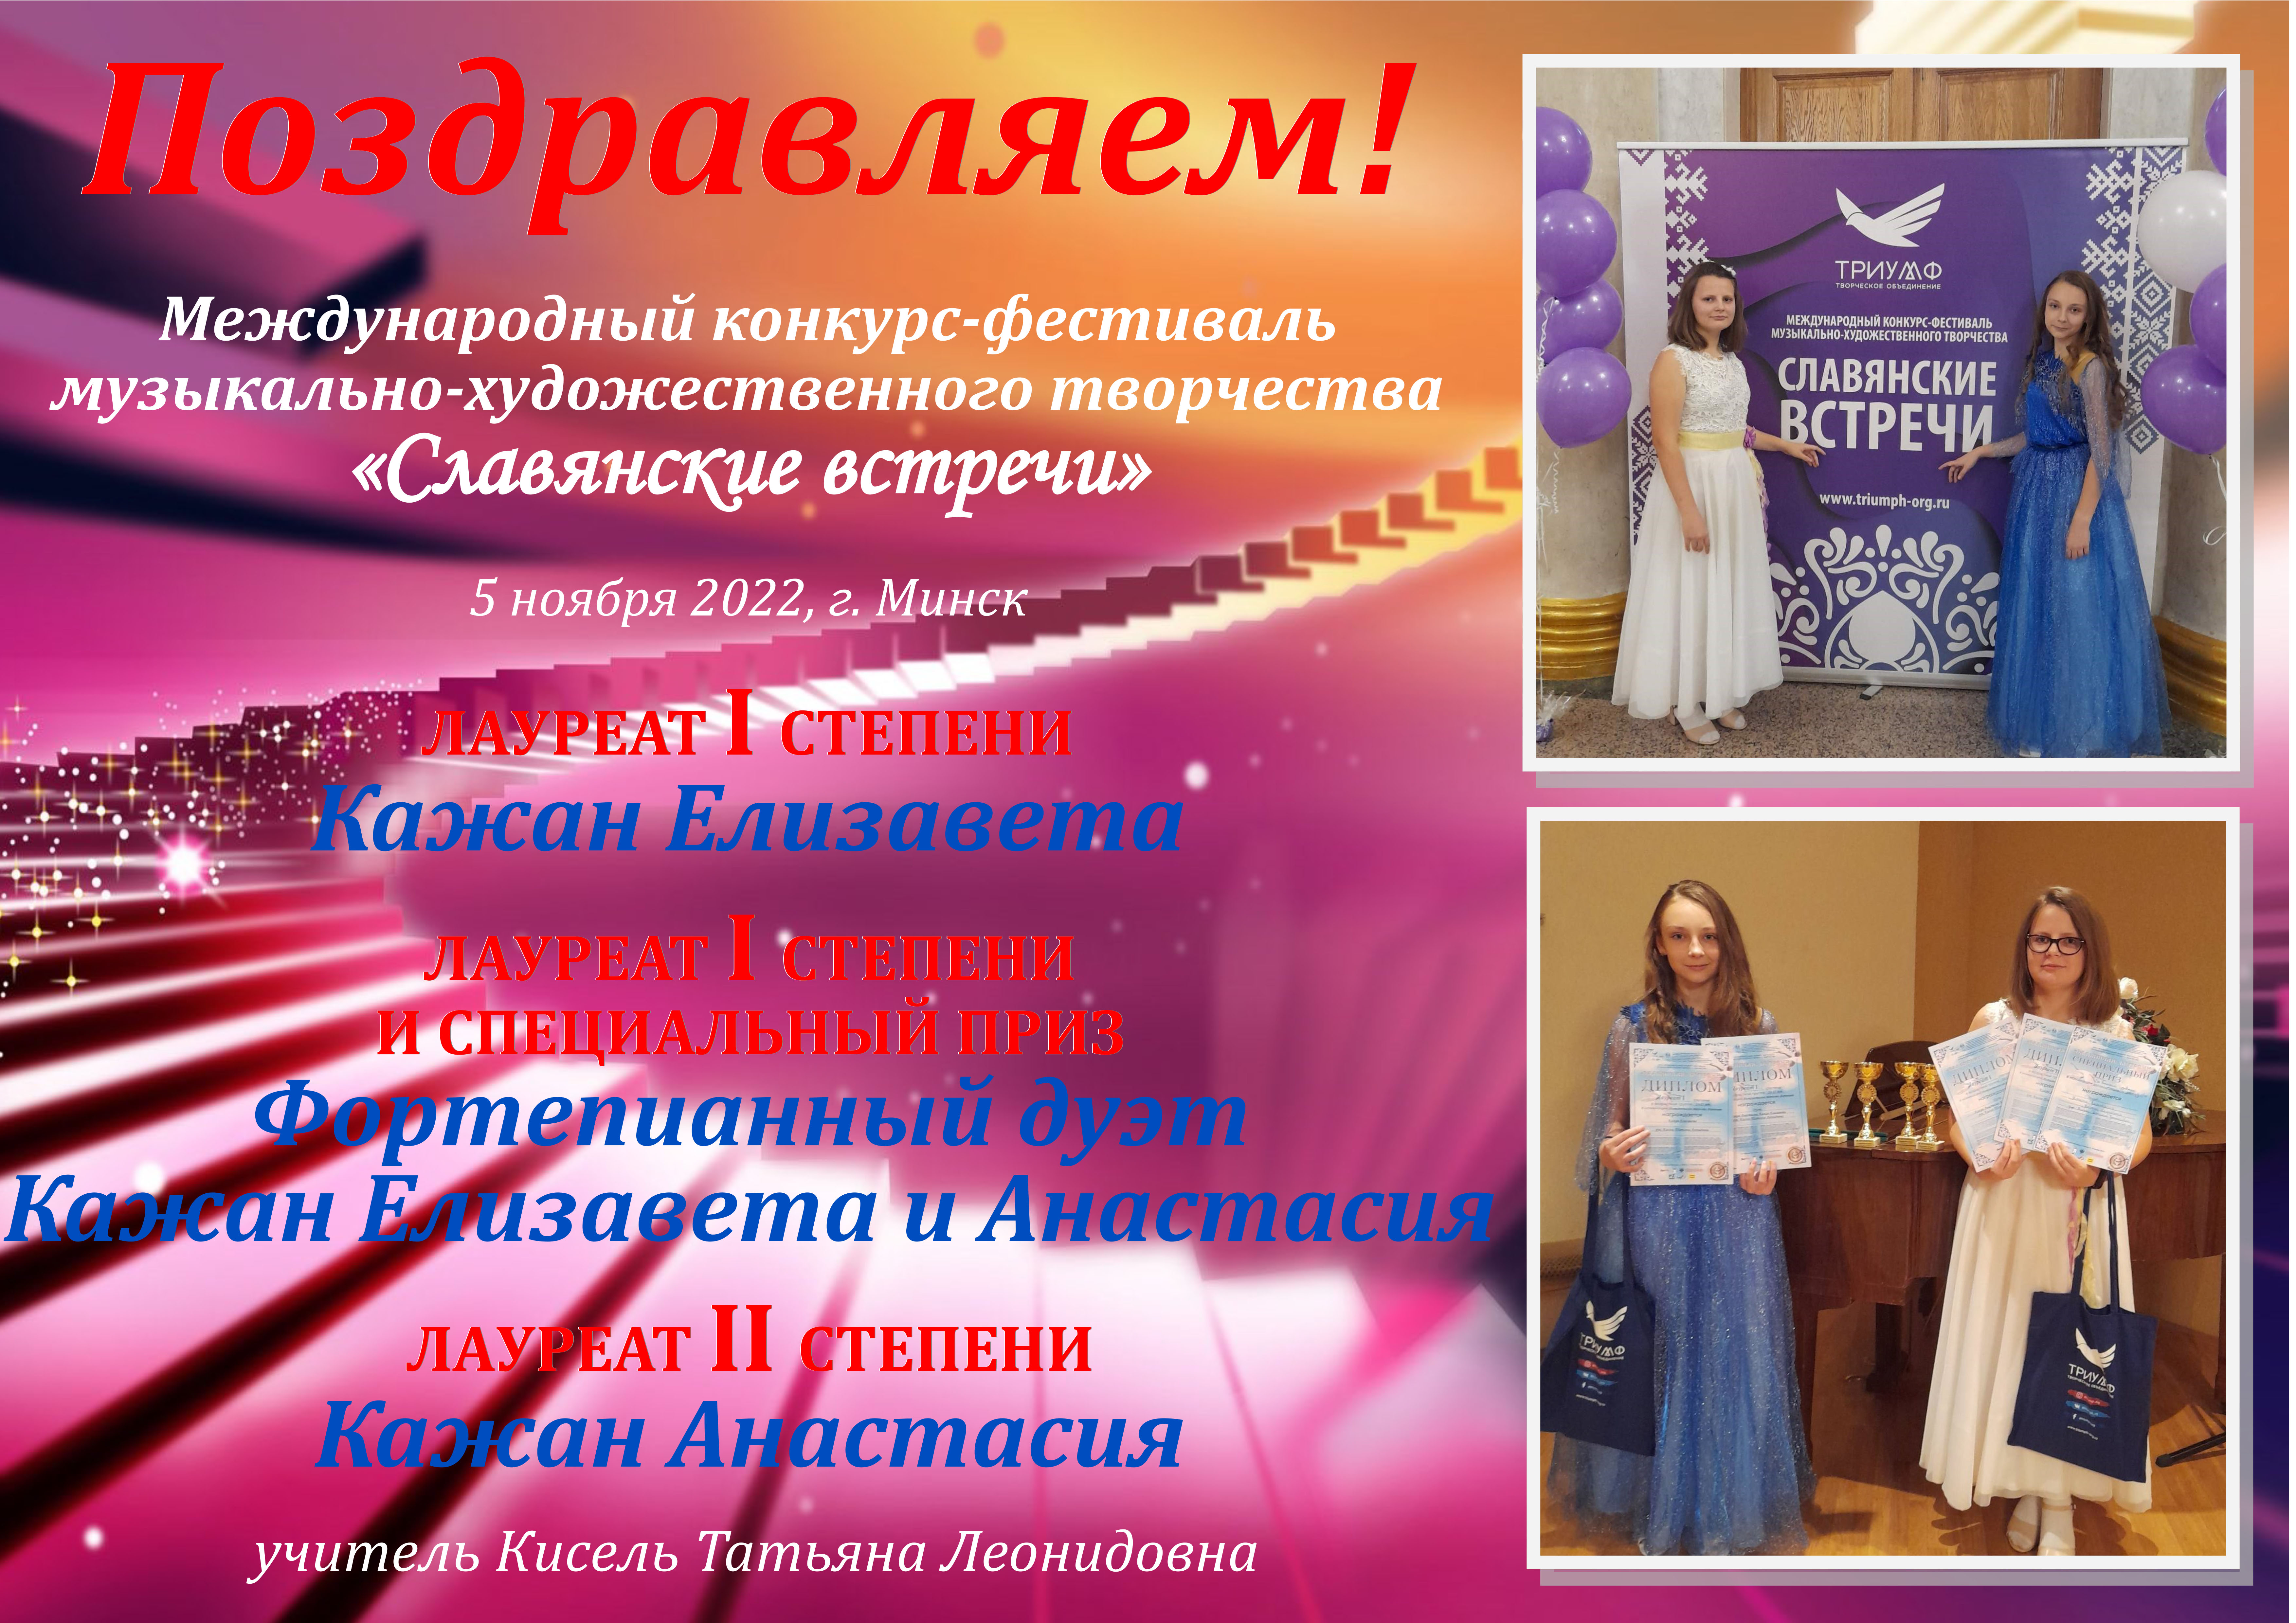 Поздравляем!
Международный конкурс-фестиваль
музыкально-художественного творчества
«Славянские встречи»
5 ноября 2022, г. Минск
ЛАУРЕАТ I СТЕПЕНИ
Кажан Елизавета
ЛАУРЕАТ I СТЕПЕНИ
И СПЕЦИАЛЬНЫЙ ПРИЗ
Фортепианный дуэт
Кажан Елизавета и Анастасия
ЛАУРЕАТ II СТЕПЕНИ
Кажан Анастасия
учитель Кисель Татьяна Леонидовна
ТРИУМФ
ТВОРЧЕСКОЕ ОБЪЕДИНЕНИЕ
МЕЖДУНАРОДНЫЙ КОНКУРС-ФЕСТИВАЛЬ
МУЗЫКАЛЬНО-ХУДОЖЕСТВЕННОГО ТВОРЧЕСТВА
СЛАВЯНСКИЕ
ВСТРЕЧИ
www.triumph-org.ru
ДИПЛОМ
ДИПЛОМ
ТРИУМФ
ТРИУМФ